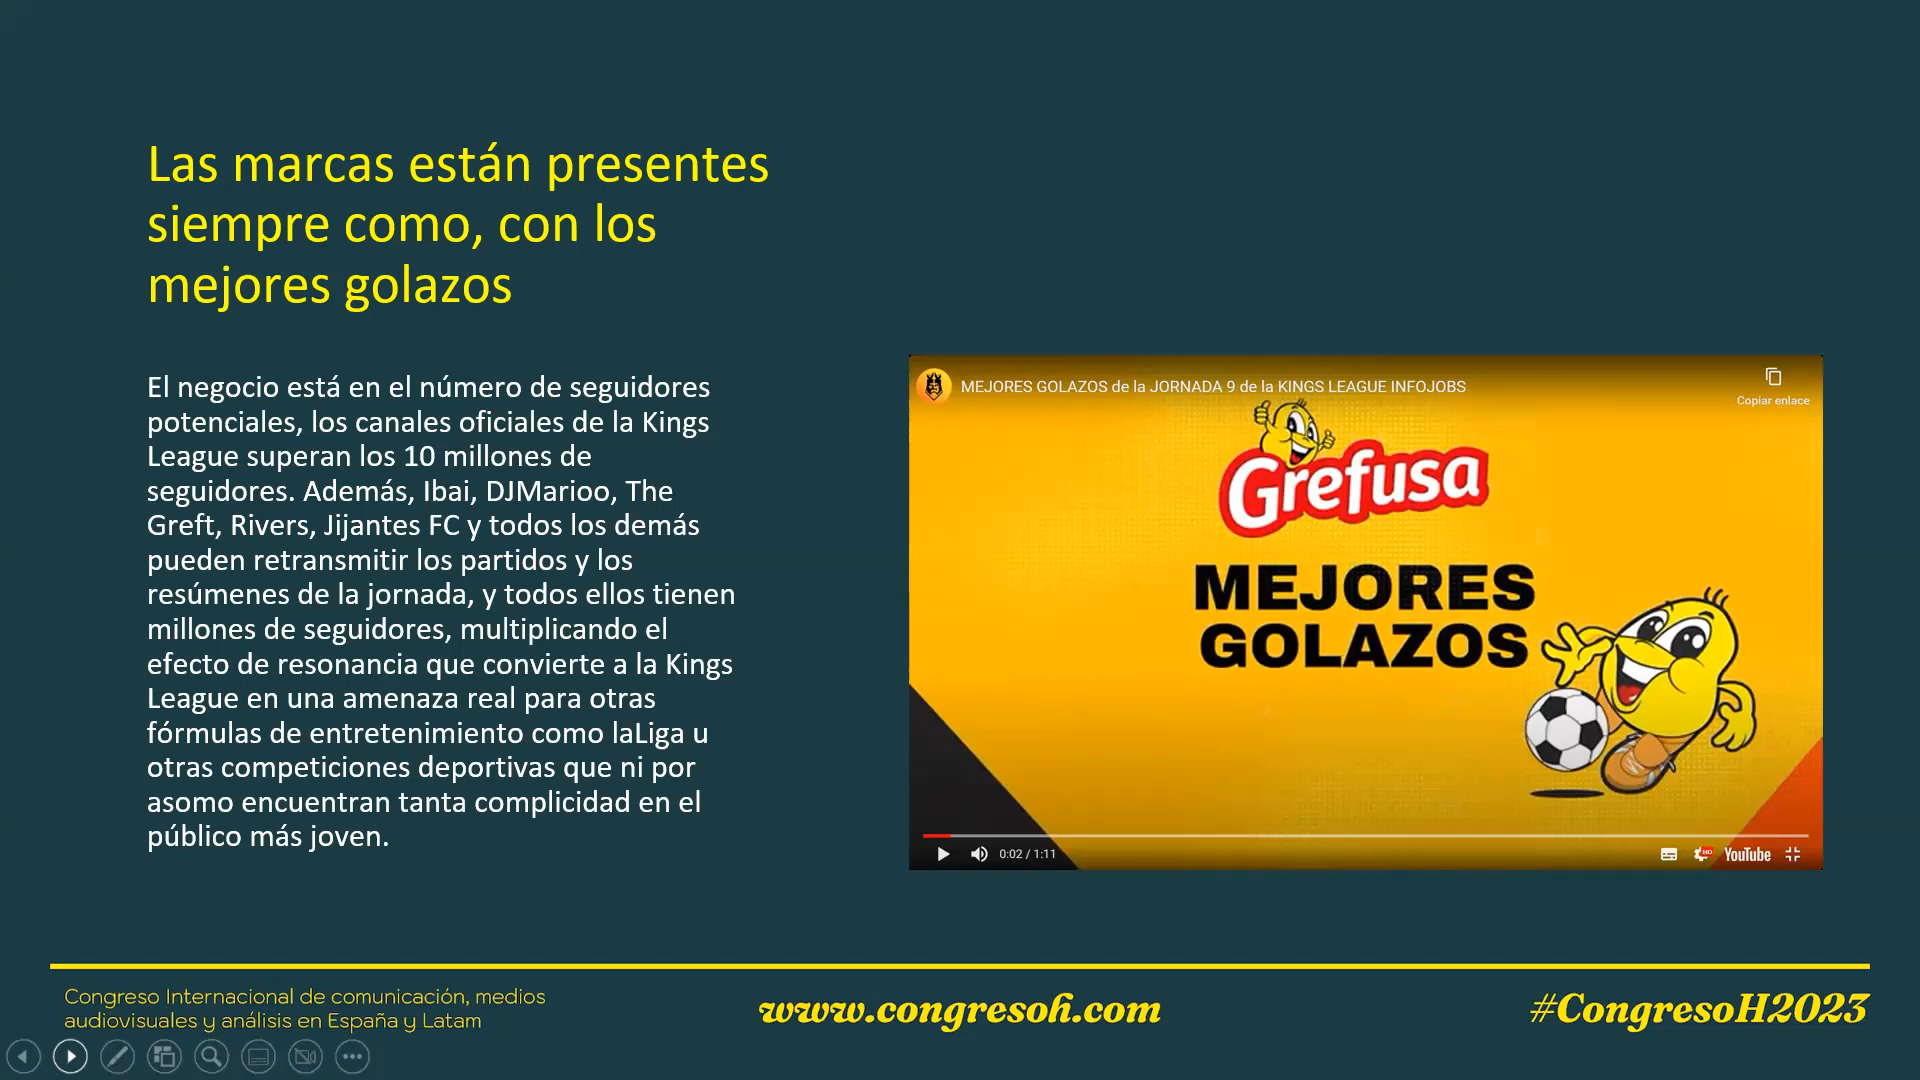 Las marcas están presentes
siempre como, con los
mejores golazos
El negocio está en el número de seguidores
potenciales, los canales oficiales de la Kings
League superan los 10 millones de
seguidores. Además, Ibai, DJMarioo, The
Greft, Rivers, Jijantes FC y todos los demás
pueden retransmitir los partidos y los
resúmenes de la jornada, y todos ellos tienen
millones de seguidores, multiplicando el
efecto de resonancia que convierte a la Kings
League en una amenaza real para otras
fórmulas de entretenimiento como laLiga u
otras competiciones deportivas que ni por
asomo encuentran tanta complicidad en el
público más joven.
MEJORES GOLAZOS de la JORNADA 9 de la KINGS LEAGUE INFOJOBS
Copiar enlace
Grefusa
MEJORES
GOLAZOS
0:02 / 1:11
HD
YouTube
Congreso Internacional de comunicación, medios
audiovisuales y análisis en España y Latam
www.congresoh.com
#CongresoH2023